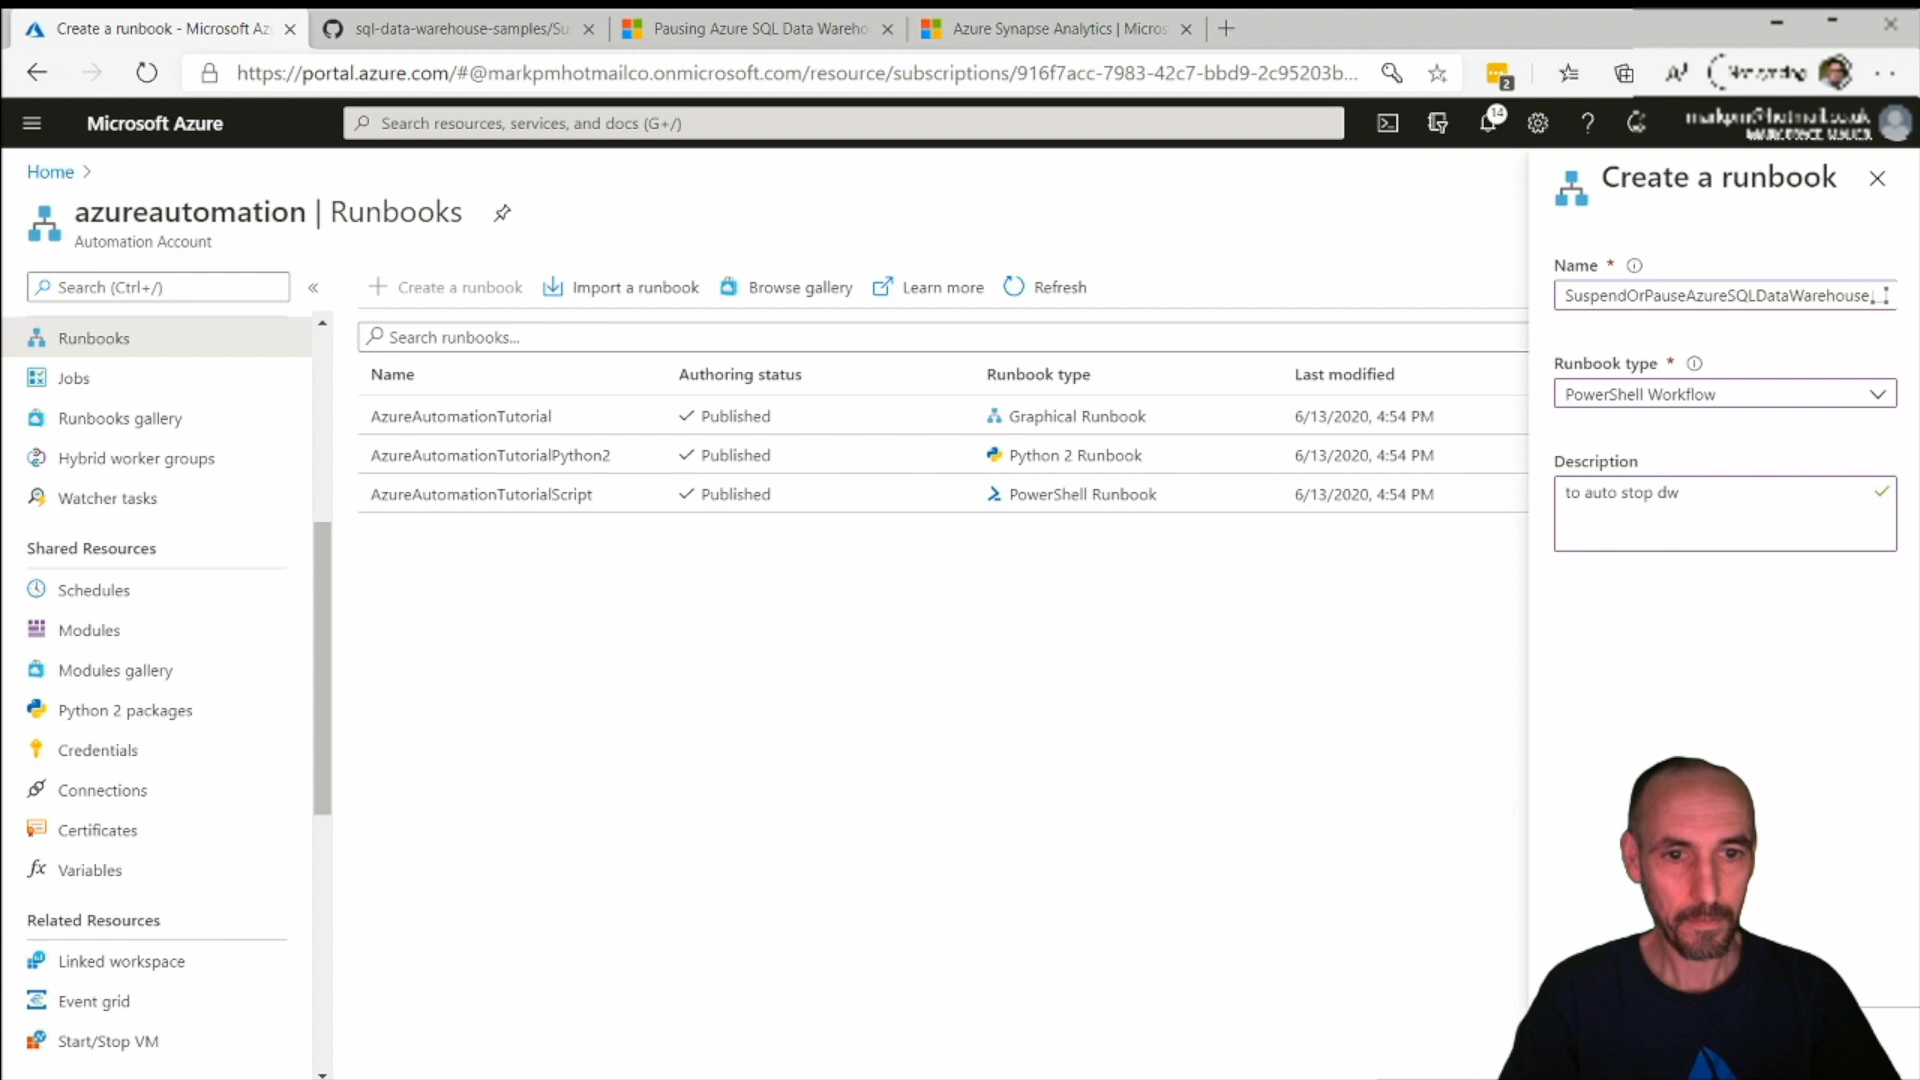 Create a runbook - Microsoft Az
sql-data-warehouse-samples/Su
Pausing Azure SQL Data Wareho
Azure Synapse Analytics | Micros
https://portal.azure.com/#@markpmhotmailco.onmicrosoft.com/resource/subscriptions/916f7acc-7983-42c7-bbd9-2c95203b...
2
Microsoft Azure
Search resources, services, and docs (G+/)
14
Home
azureautomation | Runbooks
Automation Account
Search (Ctrl+/)
Runbooks
Jobs
Runbooks gallery
Hybrid worker groups
Watcher tasks
Shared Resources
Schedules
Modules
Modules gallery
Python 2 packages
Credentials
Connections
Certificates
Variables
Related Resources
Linked workspace
Event grid
Start/Stop VM
Create a runbook
Import a runbook
Browse gallery
Learn more
Refresh
Search runbooks...
Name Authoring status Runbook type Last modified
AzureAutomationTutorial Published Graphical Runbook 6/13/2020, 4:54 PM
AzureAutomationTutorialPython2 Published Python 2 Runbook 6/13/2020, 4:54 PM
AzureAutomationTutorialScript Published PowerShell Runbook 6/13/2020, 4:54 PM
Create a runbook
Name *
SuspendOrPauseAzureSQLDataWarehouse
Runbook type *
PowerShell Workflow
Description
to auto stop dw